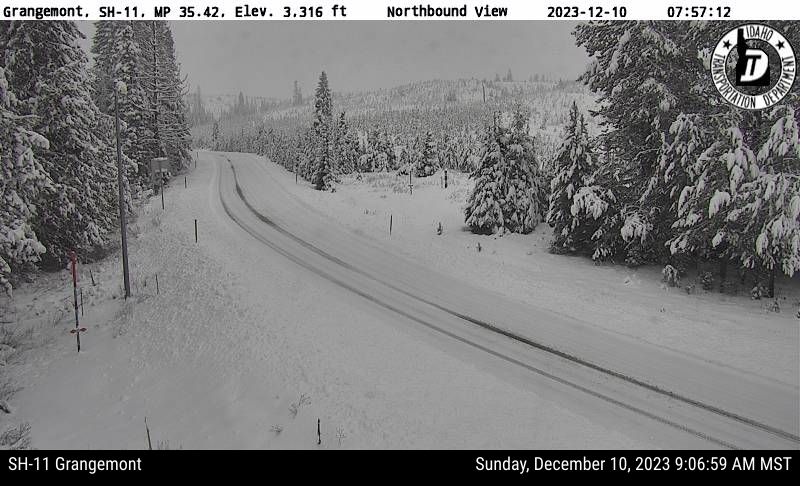 Grangemont, SH-11, MP 35.42, Elev. 3,316 ft Northbound View 2023-12-10 07:57:12
IDAHO
TRANSPORTATION DEPARTMENT
SH-11 Grangemont Sunday, December 10, 2023 9:06:59 AM MST